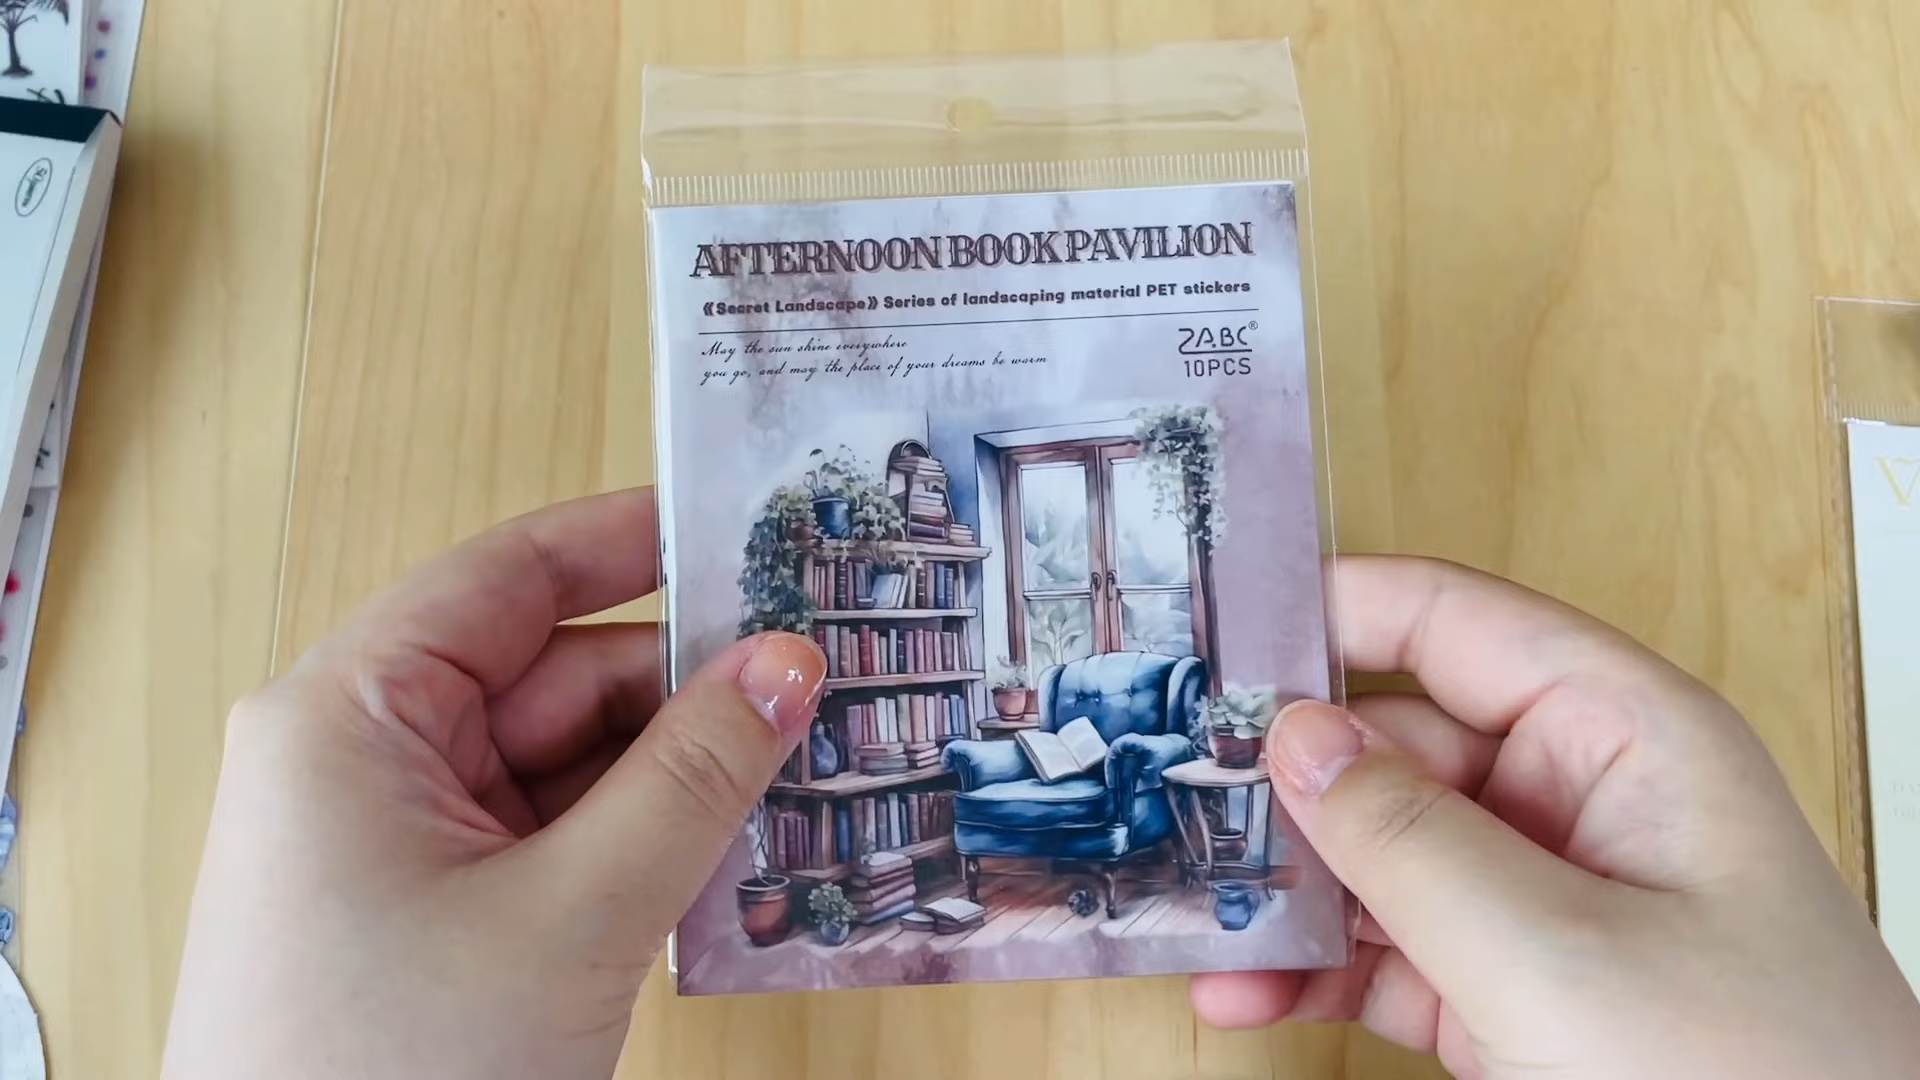 AFTERNOON BOOK PAVILION
《Secret Landscape》 Series of landscaping material PET stickers
May the sun shine everywhere
you go, and may the place of your dreams be warm
ZABC®
10PCS